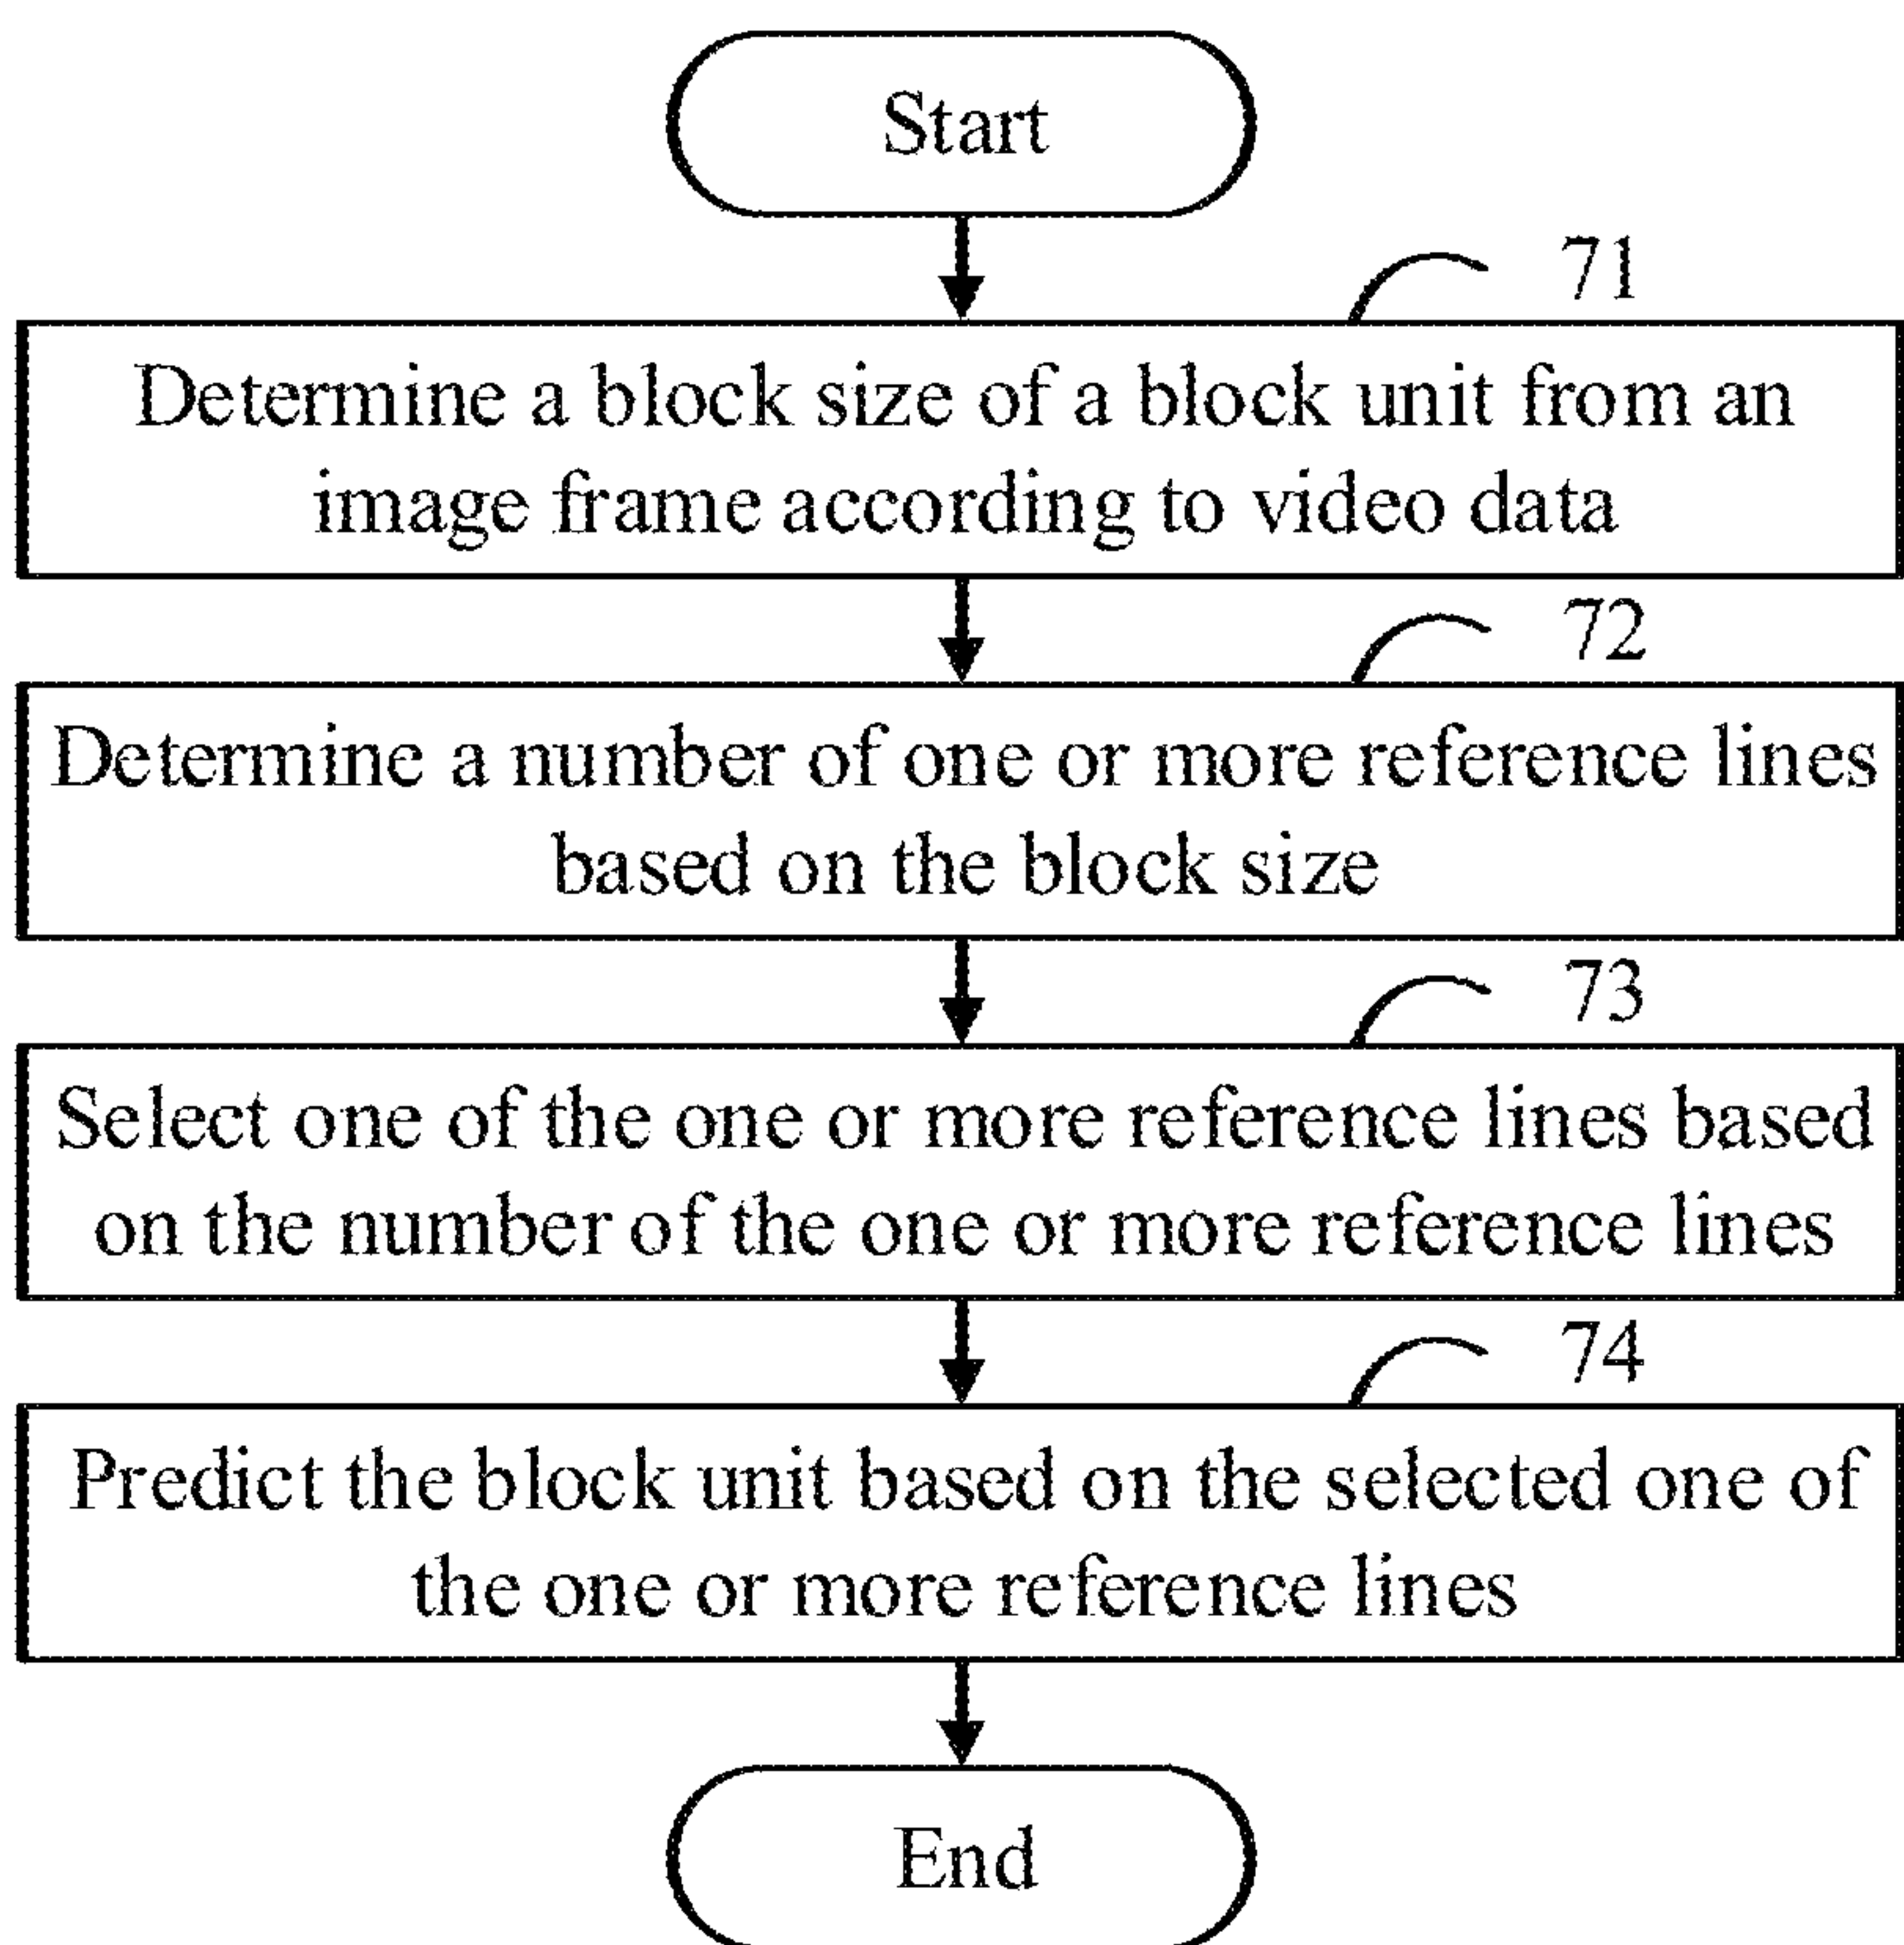 Start
71
Determine a block size of a block unit from an
image frame according to video data
72
Determine a number of one or more reference lines
based on the block size
73
Select one of the one or more reference lines based
on the number of the one or more reference lines
74
Predict the block unit based on the selected one of
the one or more reference lines
End